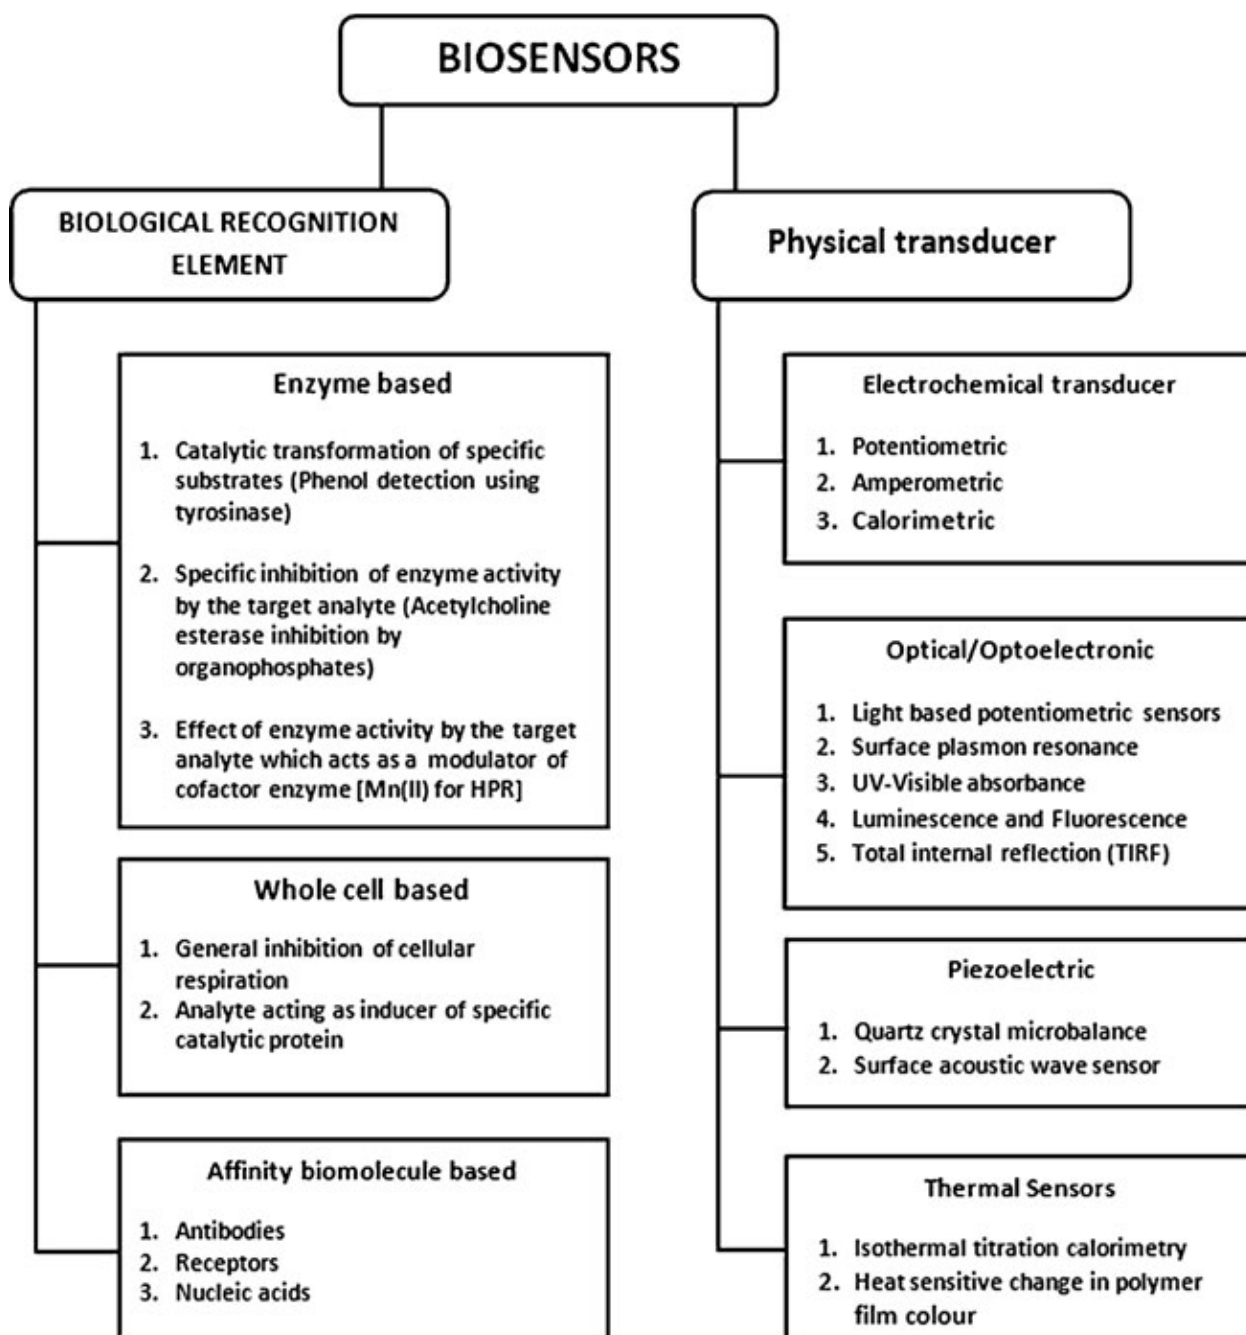 BIOSENSORS
BIOLOGICAL RECOGNITION
ELEMENT
Enzyme based
1. Catalytic transformation of specific
substrates (Phenol detection using
tyrosinase)
2. Specific inhibition of enzyme activity
by the target analyte (Acetylcholine
esterase inhibition by
organophosphates)
3. Effect of enzyme activity by the target
analyte which acts as a modulator of
cofactor enzyme [Mn(II) for HPR]
Whole cell based
1. General inhibition of cellular
respiration
2. Analyte acting as inducer of specific
catalytic protein
Affinity biomolecule based
1. Antibodies
2. Receptors
3. Nucleic acids
Physical transducer
Electrochemical transducer
1. Potentiometric
2. Amperometric
3. Calorimetric
Optical/Optoelectronic
1. Light based potentiometric sensors
2. Surface plasmon resonance
3. UV-Visible absorbance
4. Luminescence and Fluorescence
5. Total internal reflection (TIRF)
Piezoelectric
1. Quartz crystal microbalance
2. Surface acoustic wave sensor
Thermal Sensors
1. Isothermal titration calorimetry
2. Heat sensitive change in polymer
film colour